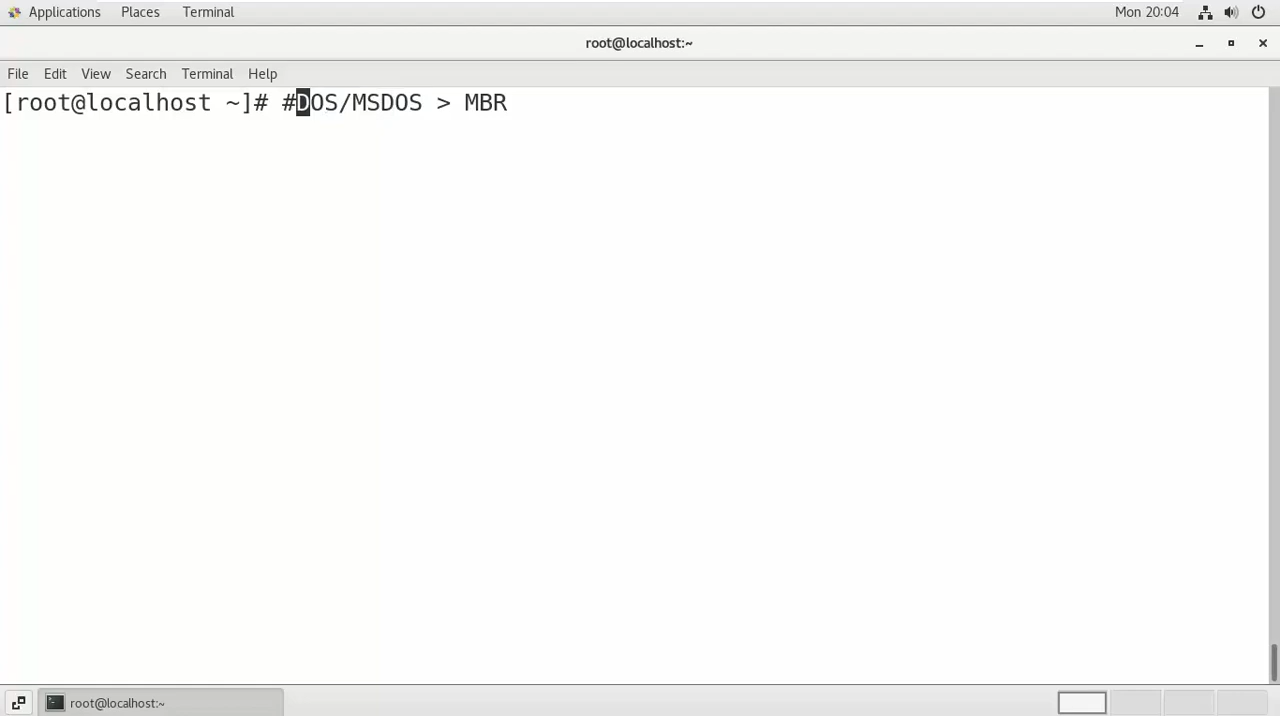 Applications Places Terminal Mon 20:04
root@localhost:~
File Edit View Search Terminal Help
[root@localhost ~]# #DOS/MSDOS > MBR
root@localhost:~